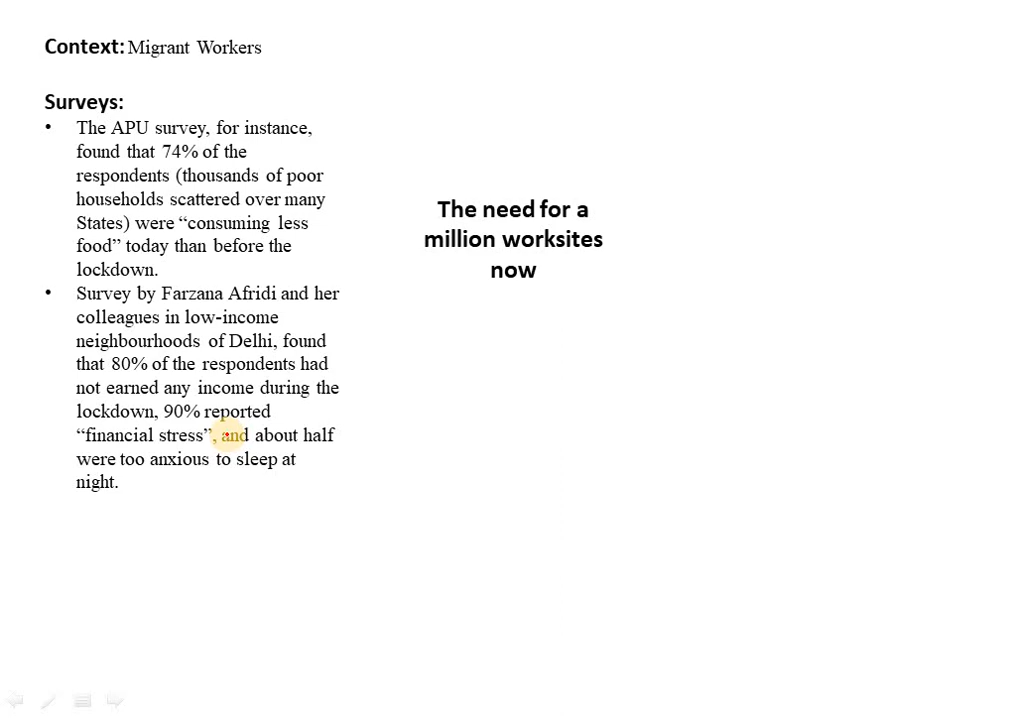 Context: Migrant Workers
Surveys:
• The APU survey, for instance,
found that 74% of the
respondents (thousands of poor
households scattered over many
States) were “consuming less
food” today than before the
lockdown.
• Survey by Farzana Afridi and her
colleagues in low-income
neighbourhoods of Delhi, found
that 80% of the respondents had
not earned any income during the
lockdown, 90% reported
“financial stress”, and about half
were too anxious to sleep at
night.
The need for a
million worksites
now